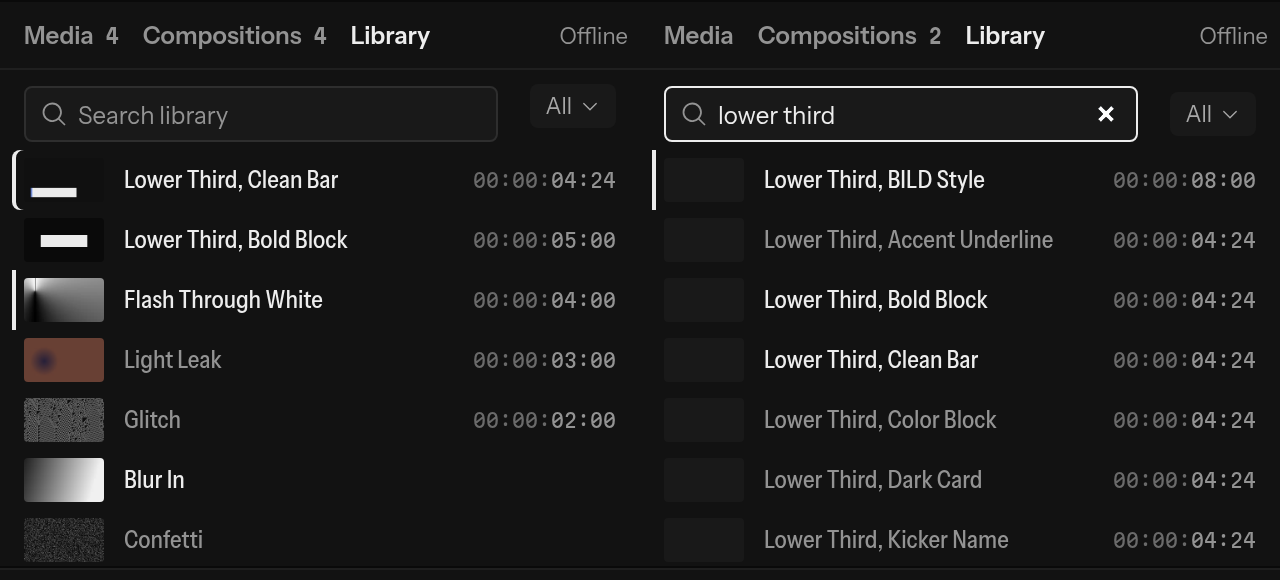 Media 4 Compositions 4 Library Offline
Search library All
Lower Third, Clean Bar 00:00:04:24
Lower Third, Bold Block 00:00:05:00
Flash Through White 00:00:04:00
Light Leak 00:00:03:00
Glitch 00:00:02:00
Blur In
Confetti
Media Compositions 2 Library Offline
lower third All
Lower Third, BILD Style 00:00:08:00
Lower Third, Accent Underline 00:00:04:24
Lower Third, Bold Block 00:00:04:24
Lower Third, Clean Bar 00:00:04:24
Lower Third, Color Block 00:00:04:24
Lower Third, Dark Card 00:00:04:24
Lower Third, Kicker Name 00:00:04:24